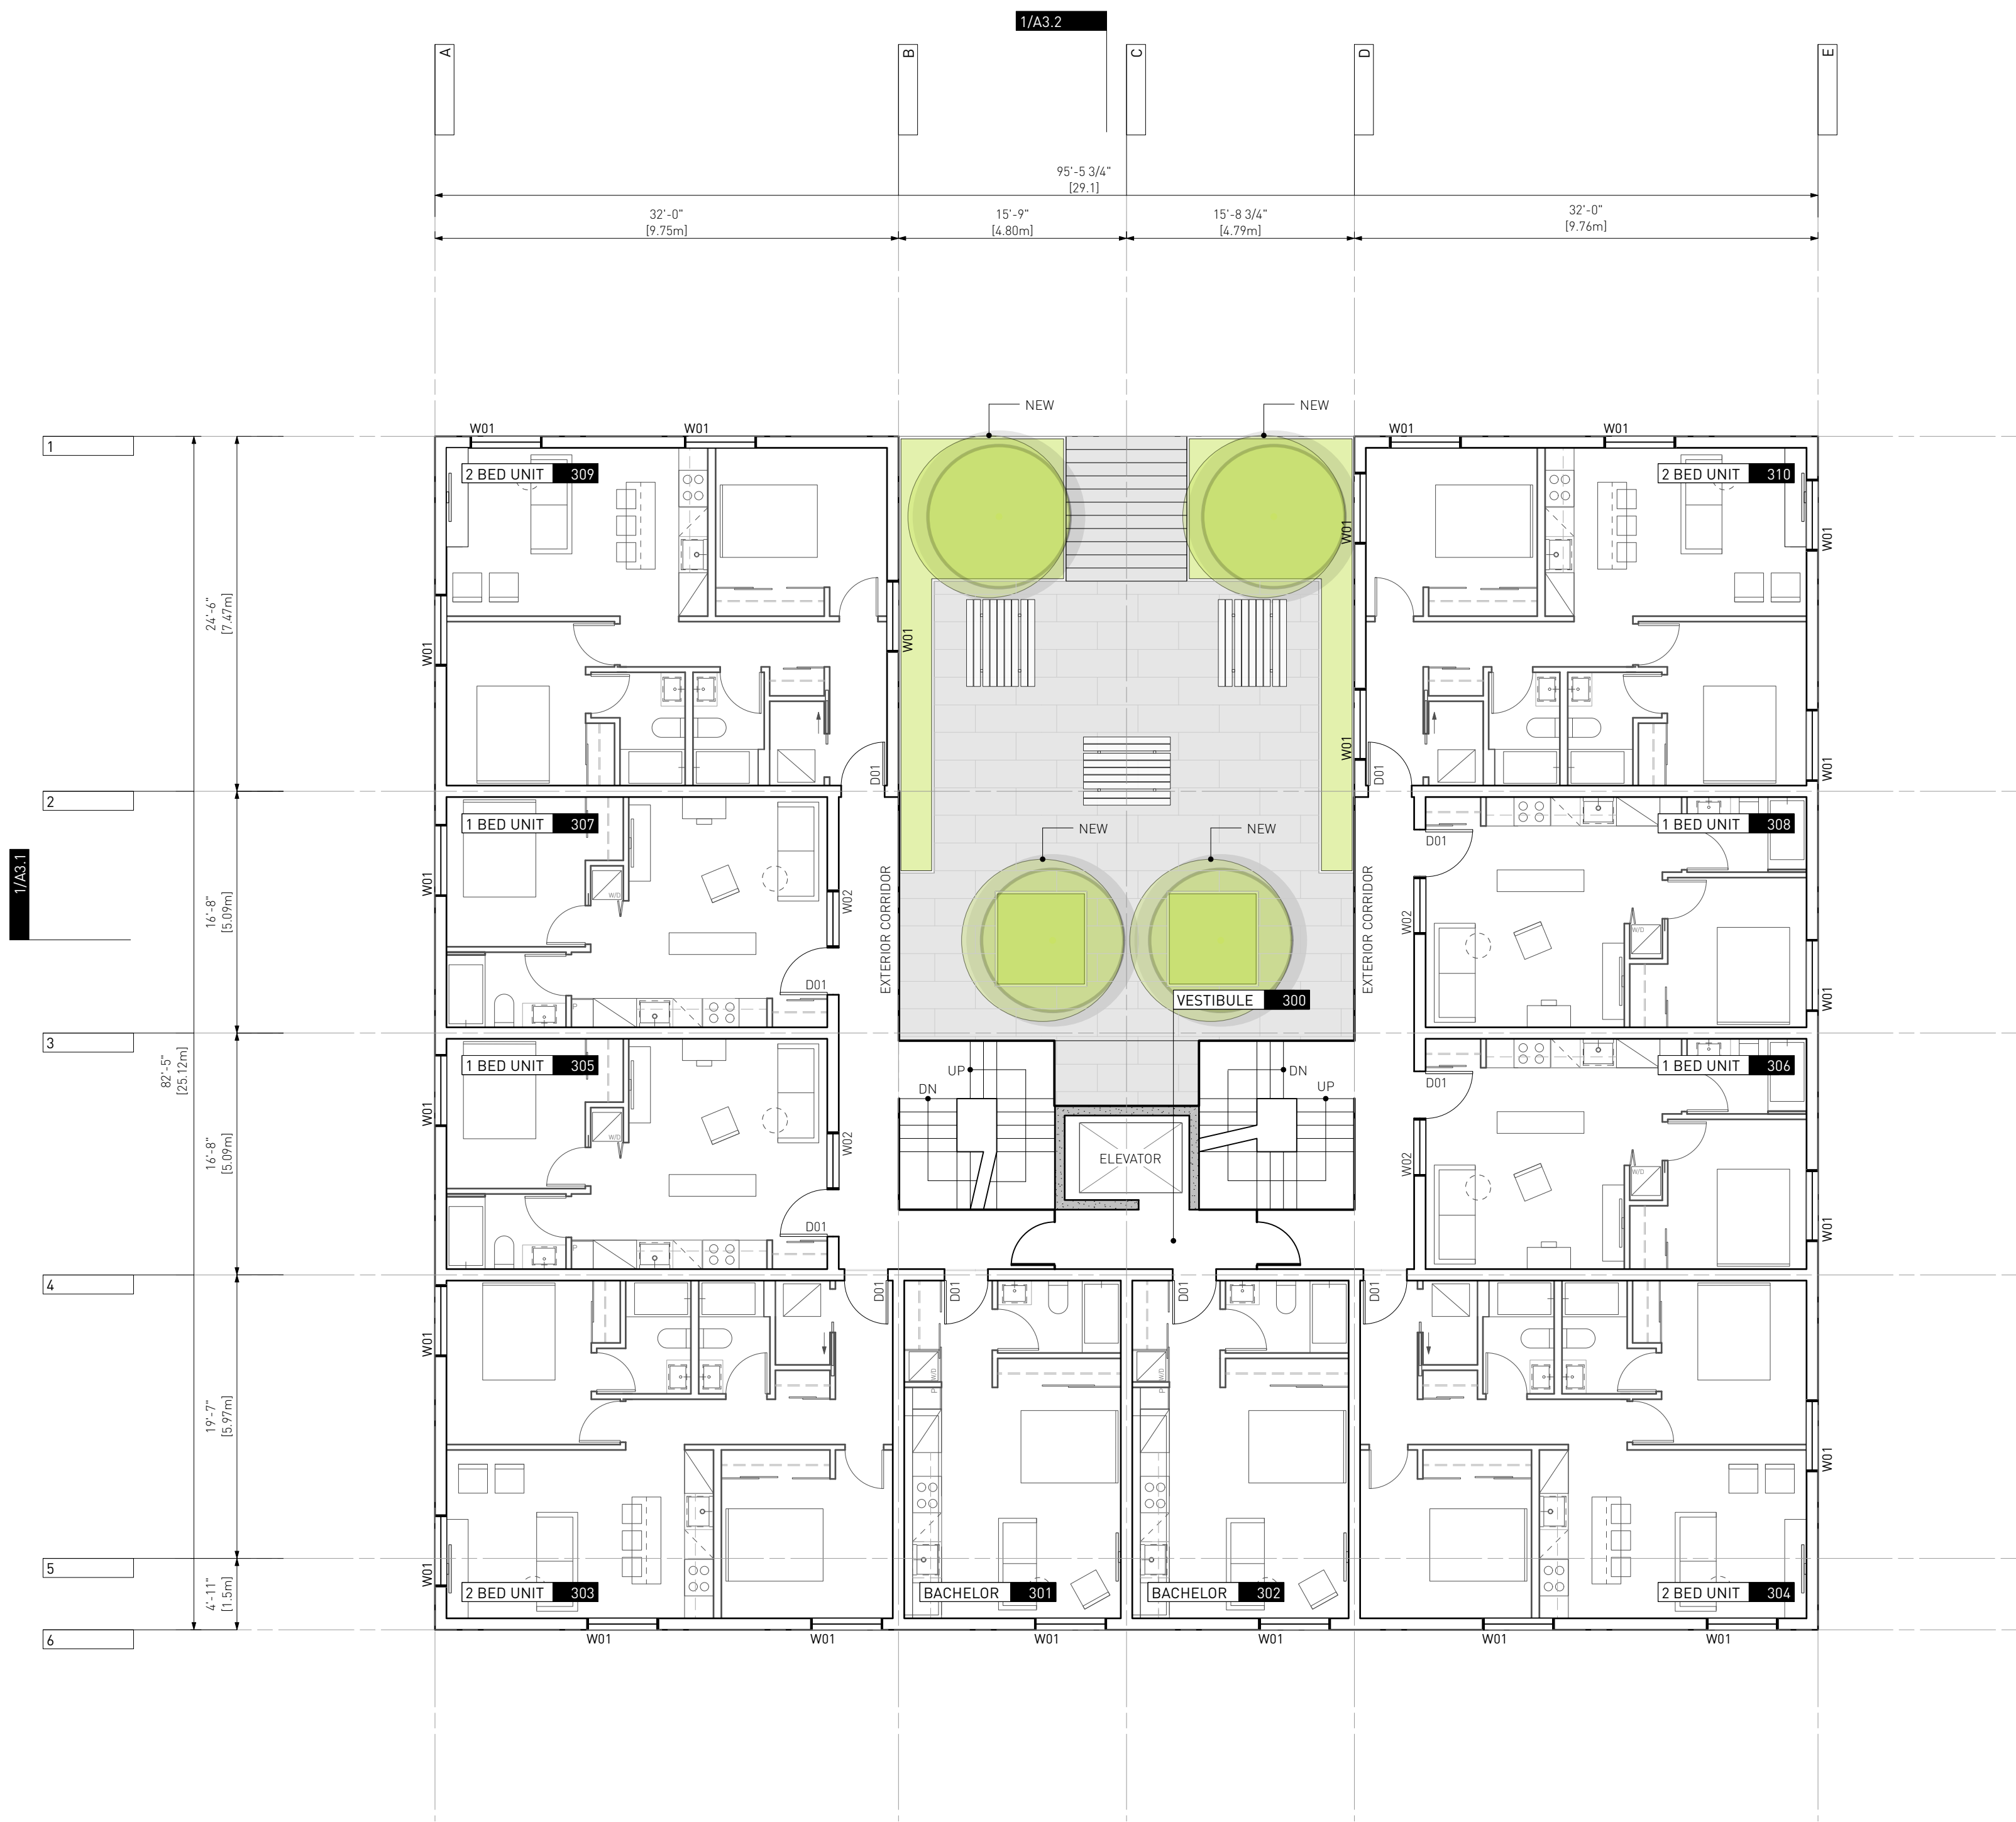 1/A3.2
A
B
C
D
E
95'-5 3/4"
[29.1]
32'-0"
[9.75m]
15'-9"
[4.80m]
15'-8 3/4"
[4.79m]
32'-0"
[9.76m]
NEW
NEW
1
W01
W01
W01
W01
2 BED UNIT 309
2 BED UNIT 310
W01
W01
24'-6"
[7.47m]
W01
W01
W01
W01
D01
D01
2
1 BED UNIT 307
1 BED UNIT 308
NEW
NEW
D01
1/A3.1
16'-8"
[5.09m]
W01
W/D
W02
EXTERIOR CORRIDOR
EXTERIOR CORRIDOR
W02
W/D
W01
D01
P
VESTIBULE 300
3
82'-5"
[25.12m]
1 BED UNIT 305
1 BED UNIT 306
UP
DN
DN
UP
D01
16'-8"
[5.09m]
W01
W/D
W02
ELEVATOR
W02
W/D
W01
D01
P
4
D01
D01
D01
D01
W01
P
W/D
P
W/D
19'-7"
[5.97m]
W01
5
4'-11"
[1.5m]
W01
2 BED UNIT 303
BACHELOR 301
BACHELOR 302
2 BED UNIT 304
6
W01
W01
W01
W01
W01
W01